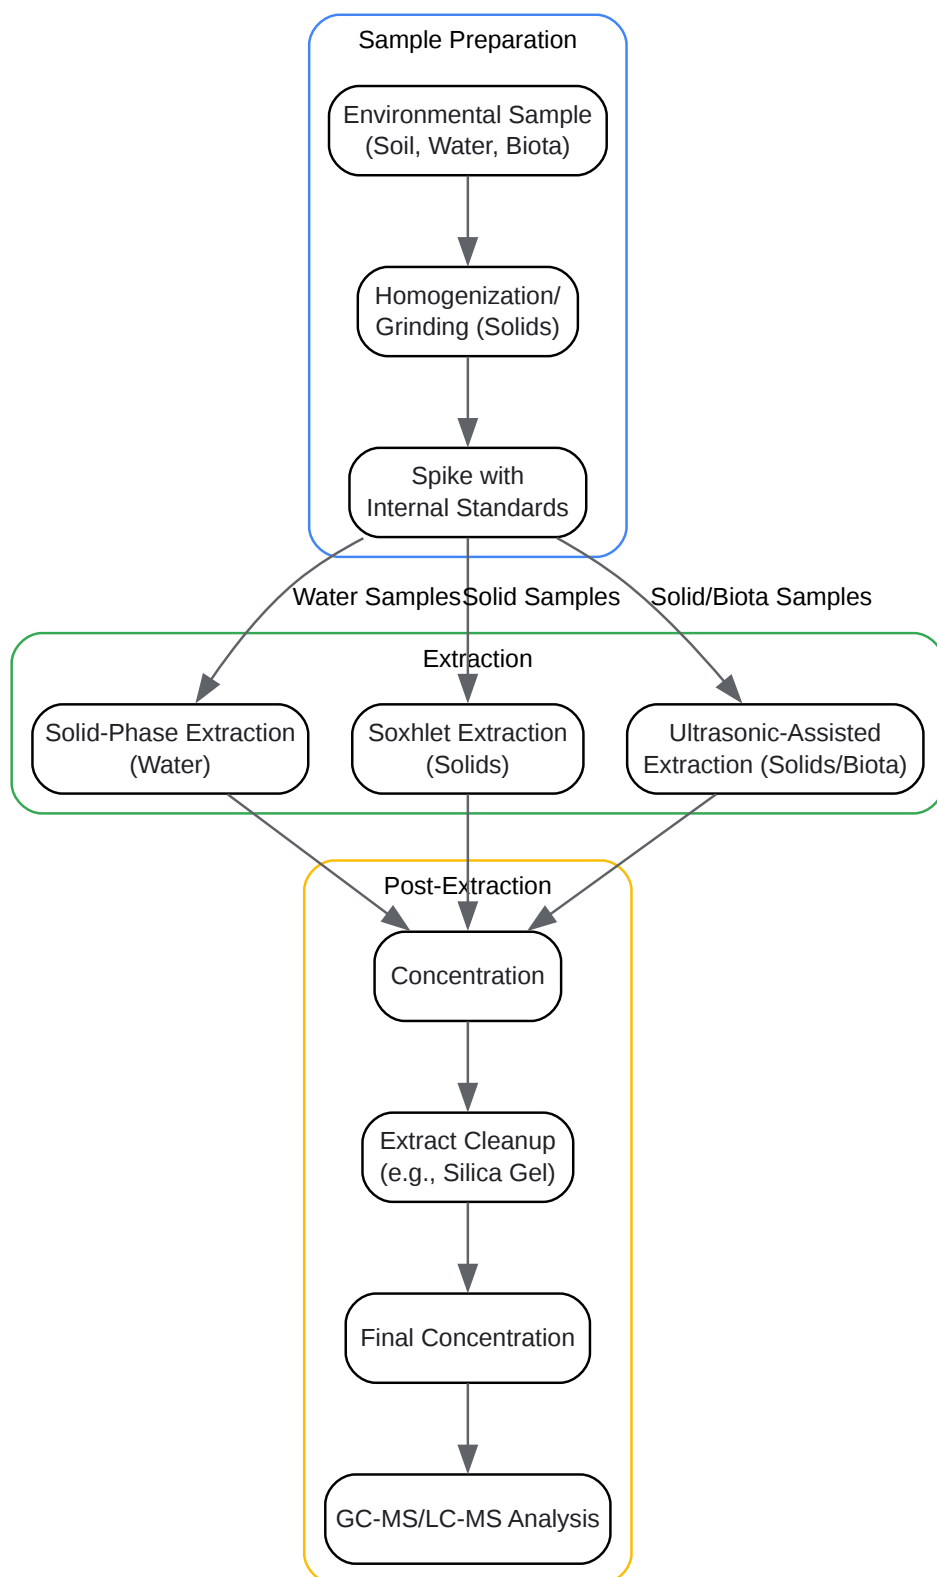 Sample Preparation
Environmental Sample
(Soil, Water, Biota)
Homogenization/
Grinding (Solids)
Spike with
Internal Standards
Water Samples
Solid Samples
Solid/Biota Samples
Extraction
Solid-Phase Extraction
(Water)
Soxhlet Extraction
(Solids)
Ultrasonic-Assisted
Extraction (Solids/Biota)
Post-Extraction
Concentration
Extract Cleanup
(e.g., Silica Gel)
Final Concentration
GC-MS/LC-MS Analysis